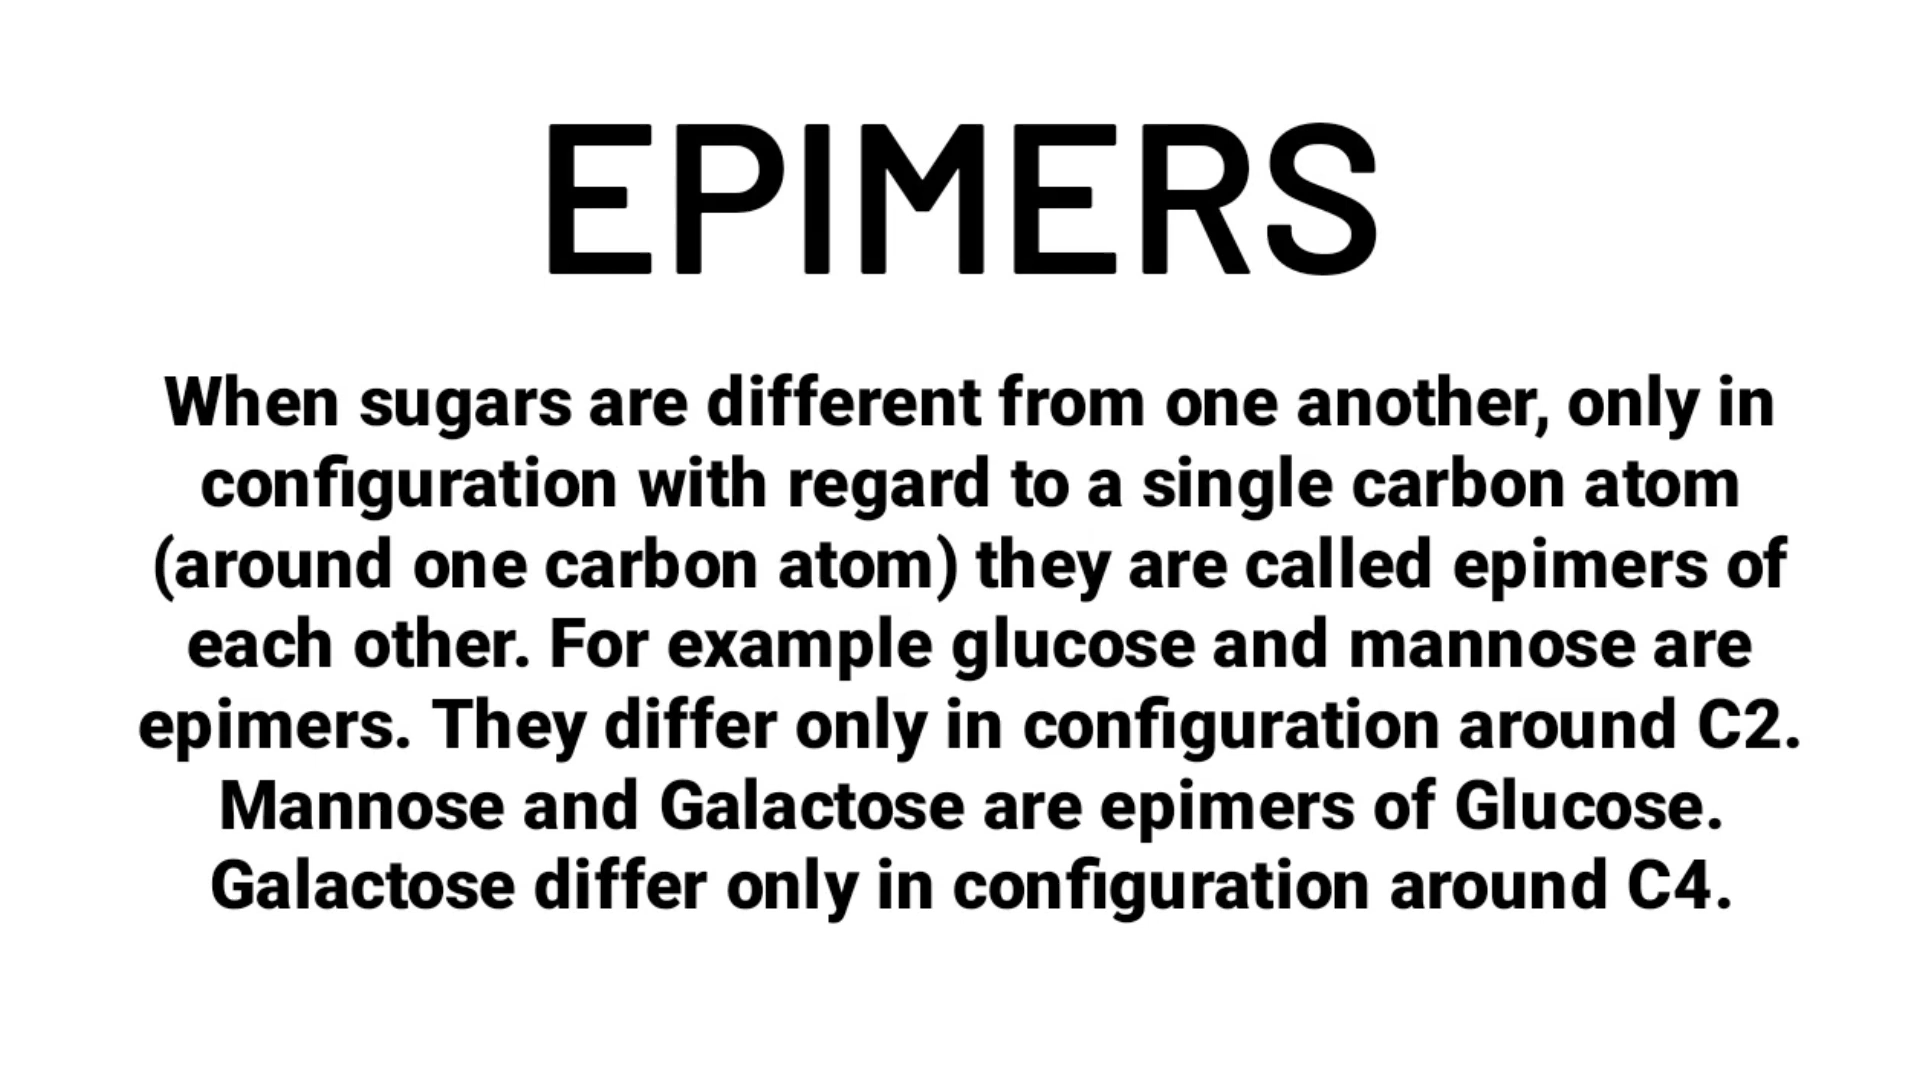 EPIMERS
When sugars are different from one another, only in
configuration with regard to a single carbon atom
(around one carbon atom) they are called epimers of
each other. For example glucose and mannose are
epimers. They differ only in configuration around C2.
Mannose and Galactose are epimers of Glucose.
Galactose differ only in configuration around C4.